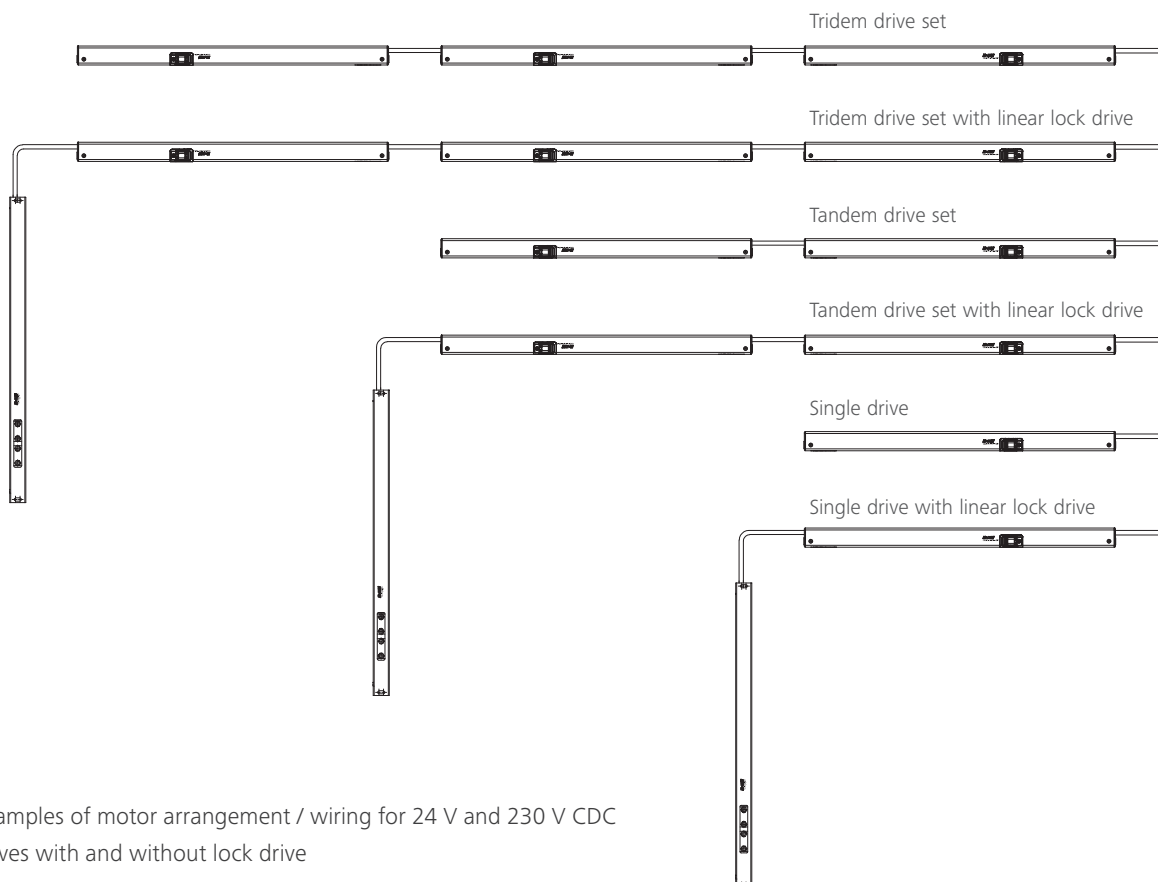 Tridem drive set
Tridem drive set with linear lock drive
Tandem drive set
Tandem drive set with linear lock drive
Single drive
Single drive with linear lock drive
amples of motor arrangement / wiring for 24 V and 230 V CDC
ves with and without lock drive